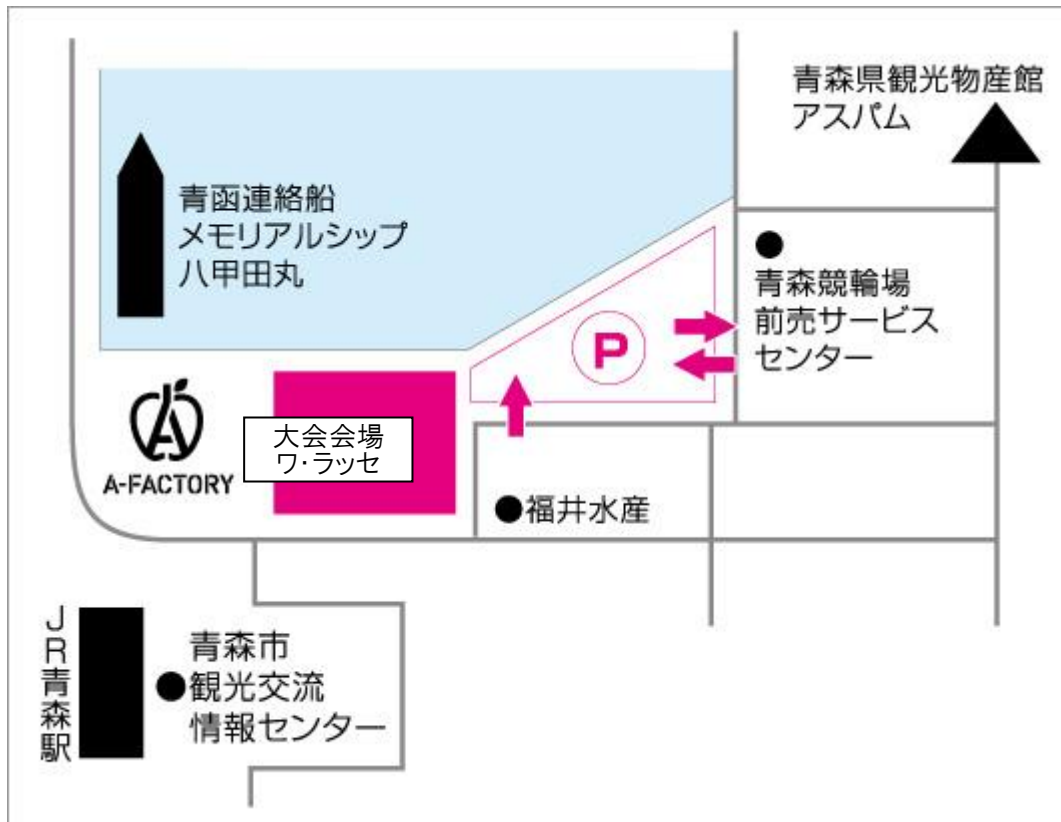 青森県観光物産館
アスパム
青函連絡船
メモリアルシップ
八甲田丸
青森競輪場
前売サービス
センター
P
A-FACTORY
大会会場
ワ・ラッセ
福井水産
JR青森駅
青森市
観光交流
情報センター